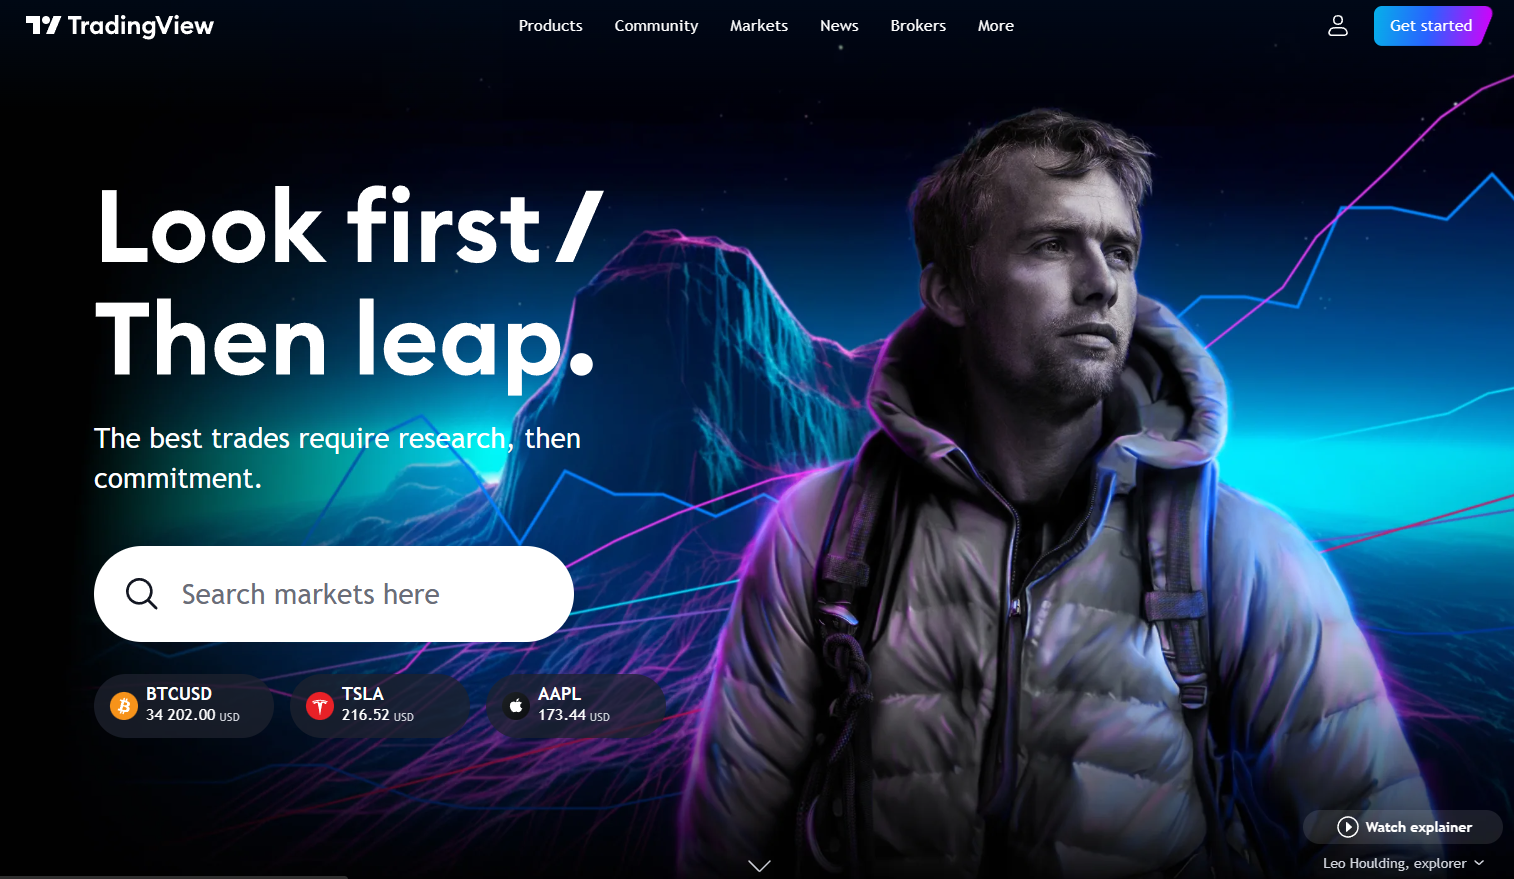 TradingView
Products Community Markets News Brokers More
Get started
Look first /
Then leap.
The best trades require research, then
commitment.
Search markets here
BTCUSD
34 202.00 USD
TSLA
216.52 USD
AAPL
173.44 USD
Watch explainer
Leo Houlding, explorer